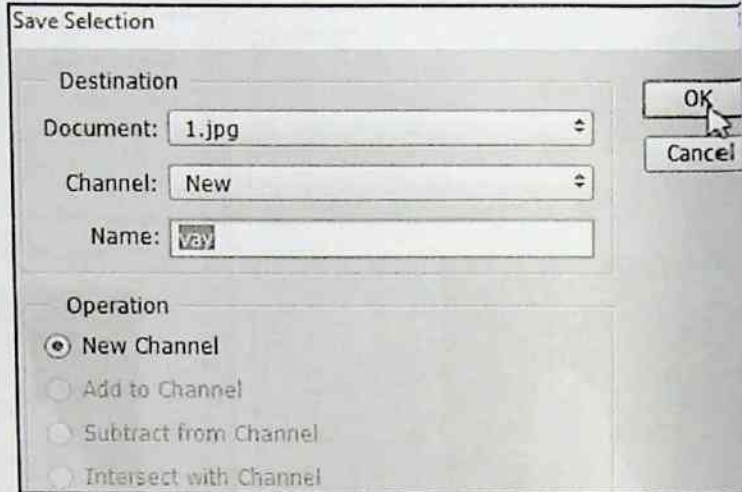 Save Selection
Destination
Document: 1.jpg
Channel: New
Name: vay
Operation
New Channel
Add to Channel
Subtract from Channel
Intersect with Channel
OK
Cancel